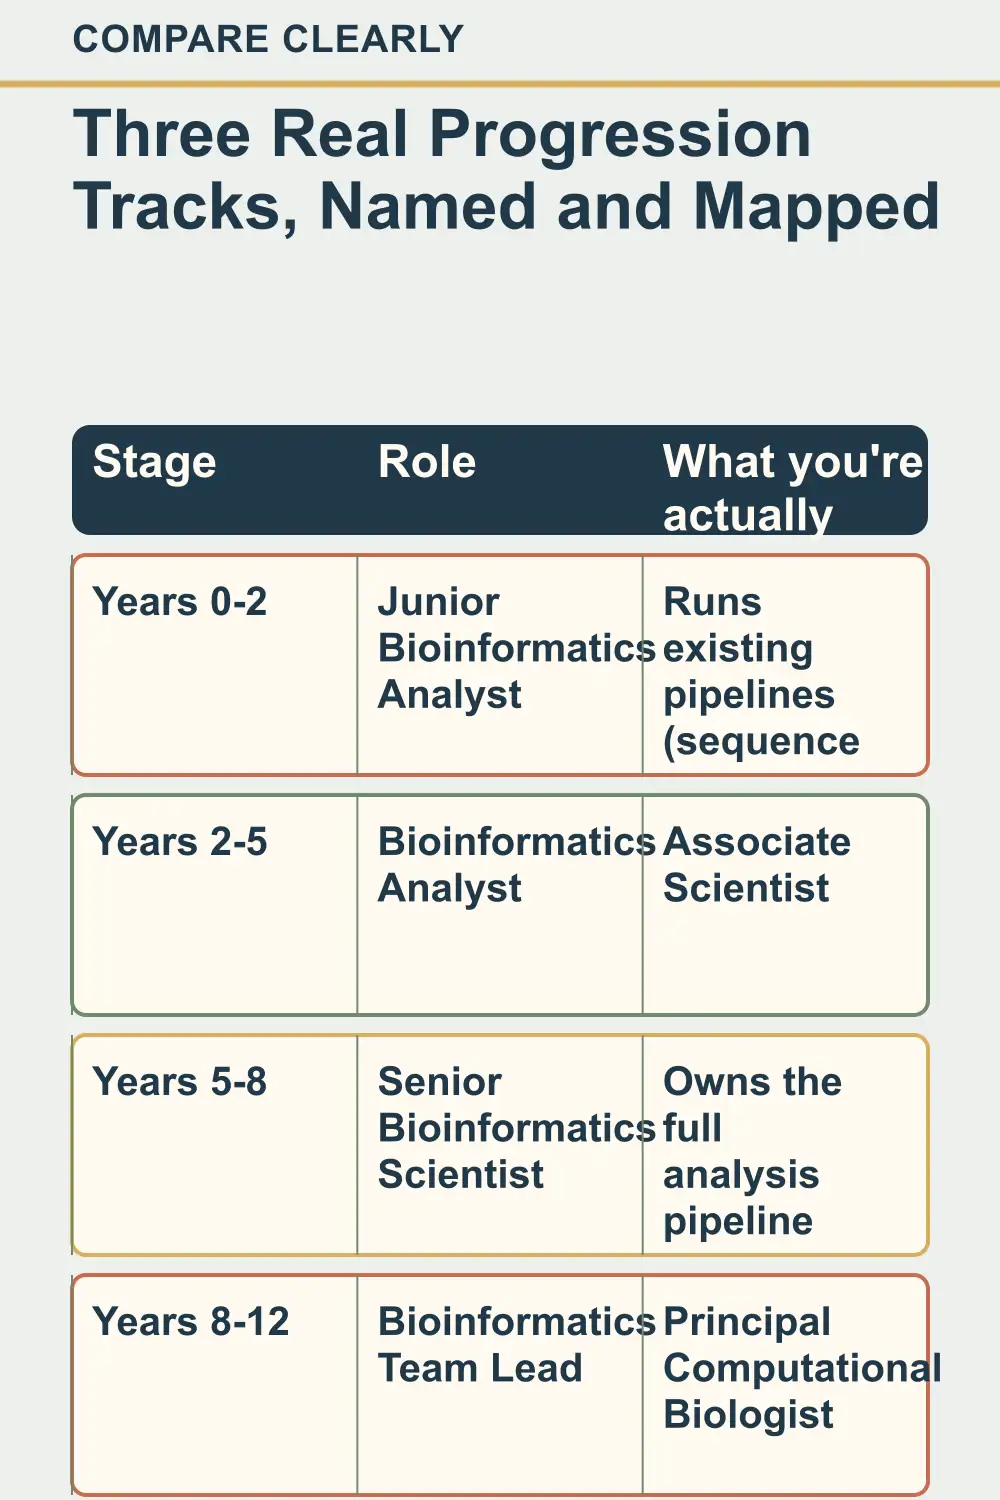 COMPARE CLEARLY
Three Real Progression
Tracks, Named and Mapped
Stage
Role
What you're
actually
Years 0-2
Junior
Bioinformatics
Analyst
Runs
existing
pipelines
(sequence
Years 2-5
Bioinformatics
Analyst
Associate
Scientist
Years 5-8
Senior
Bioinformatics
Scientist
Owns the
full
analysis
pipeline
Years 8-12
Bioinformatics
Team Lead
Principal
Computational
Biologist